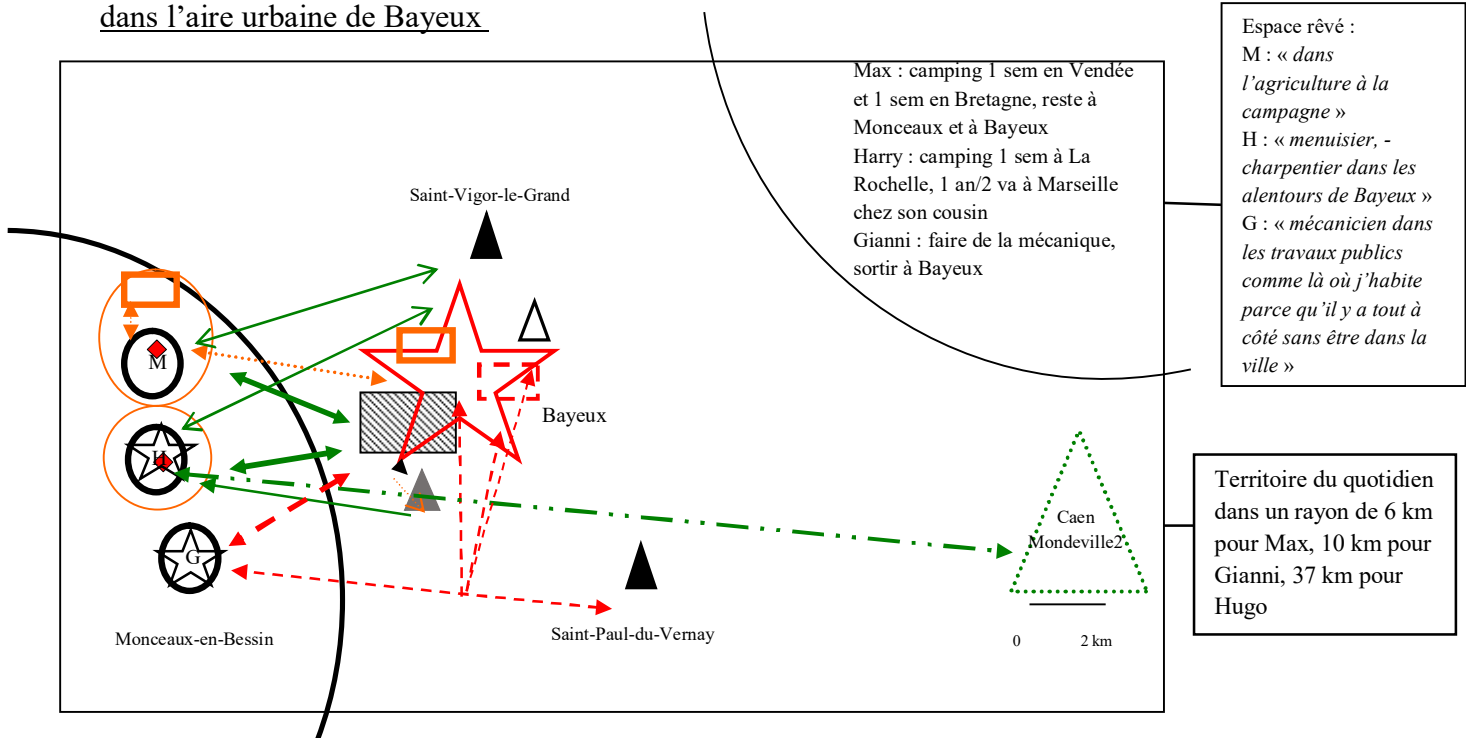 dans l’aire urbaine de Bayeux
Max : camping 1 sem en Vendée
et 1 sem en Bretagne, reste à
Monceaux et à Bayeux
Harry : camping 1 sem à La
Rochelle, 1 an/2 va à Marseille
chez son cousin
Gianni : faire de la mécanique,
sortir à Bayeux
Espace rêvé :
M : « dans
l’agriculture à la
campagne »
H : « menuisier, -
charpentier dans les
alentours de Bayeux »
G : « mécanicien dans
les travaux publics
comme là où j’habite
parce qu’il y a tout à
côté sans être dans la
ville »
Saint-Vigor-le-Grand
M
Bayeux
H
G
Caen
Mondeville2
Territoire du quotidien
dans un rayon de 6 km
pour Max, 10 km pour
Gianni, 37 km pour
Hugo
Monceaux-en-Bessin
Saint-Paul-du-Vernay
0 2 km